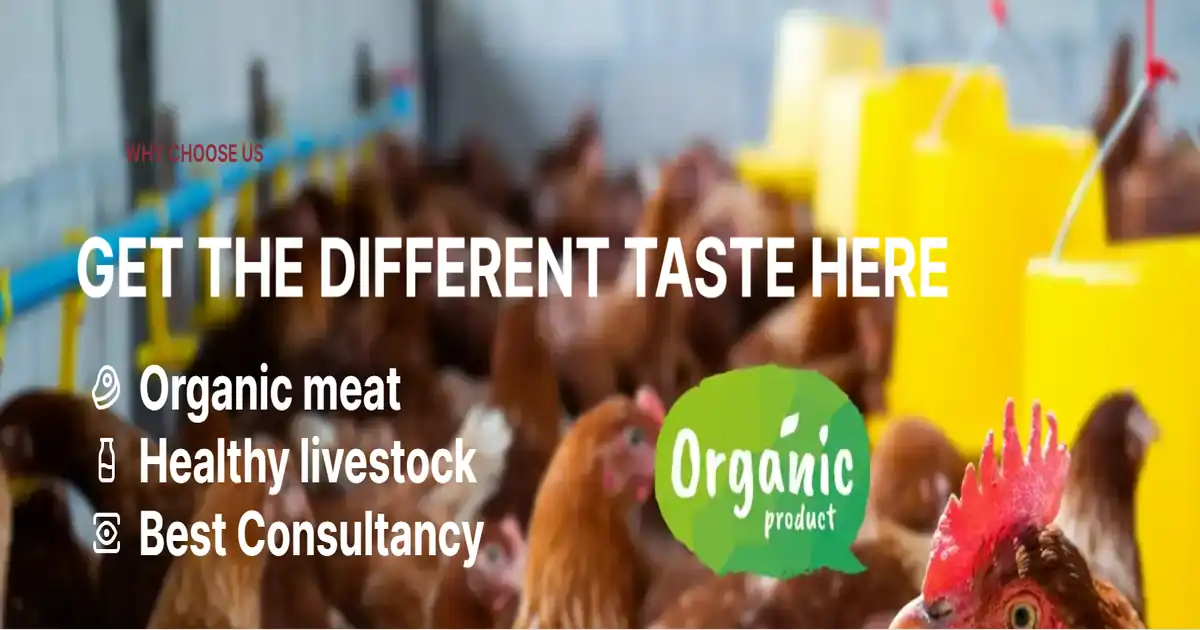 WHY CHOOSE US
GET THE DIFFERENT TASTE HERE
Organic meat
Healthy livestock
Best Consultancy
Organic
product